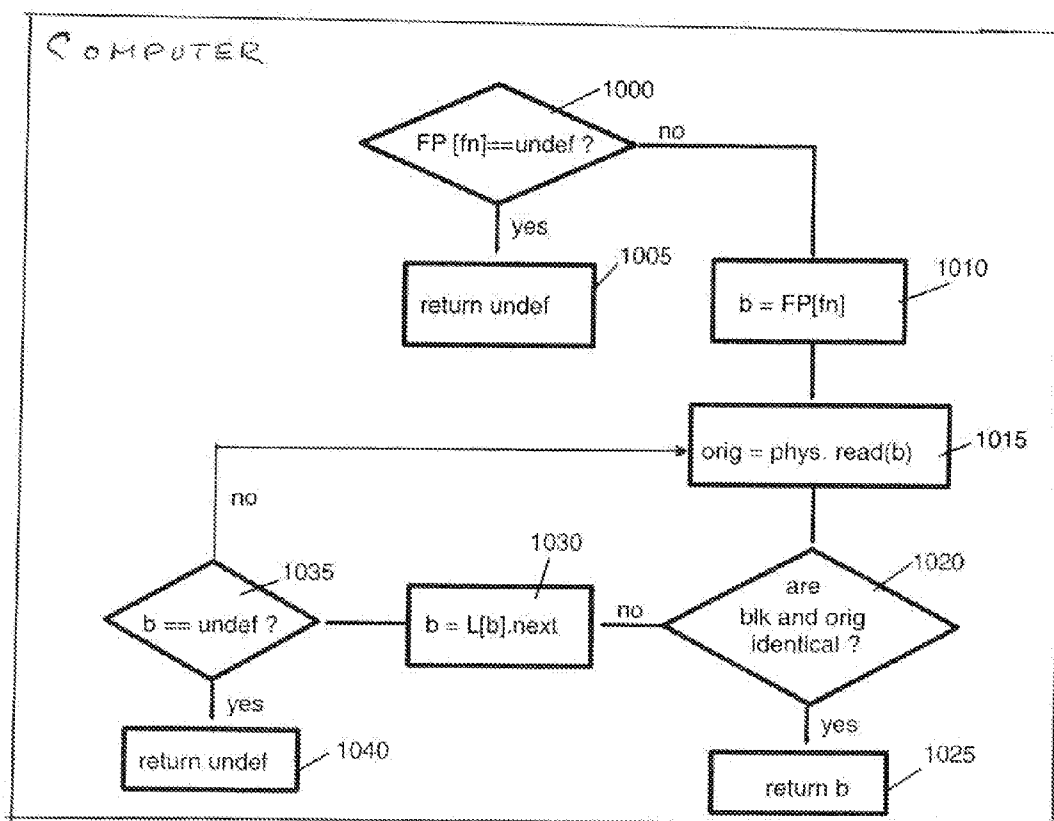 COMPUTER
1000
FP [fn]==undef ?
no
yes
1005
return undef
1010
b = FP[fn]
1015
orig = phys. read(b)
no
1035
b == undef ?
1030
b = L[b].next
no
1020
are
blk and orig
identical ?
yes
return undef
1040
yes
1025
return b